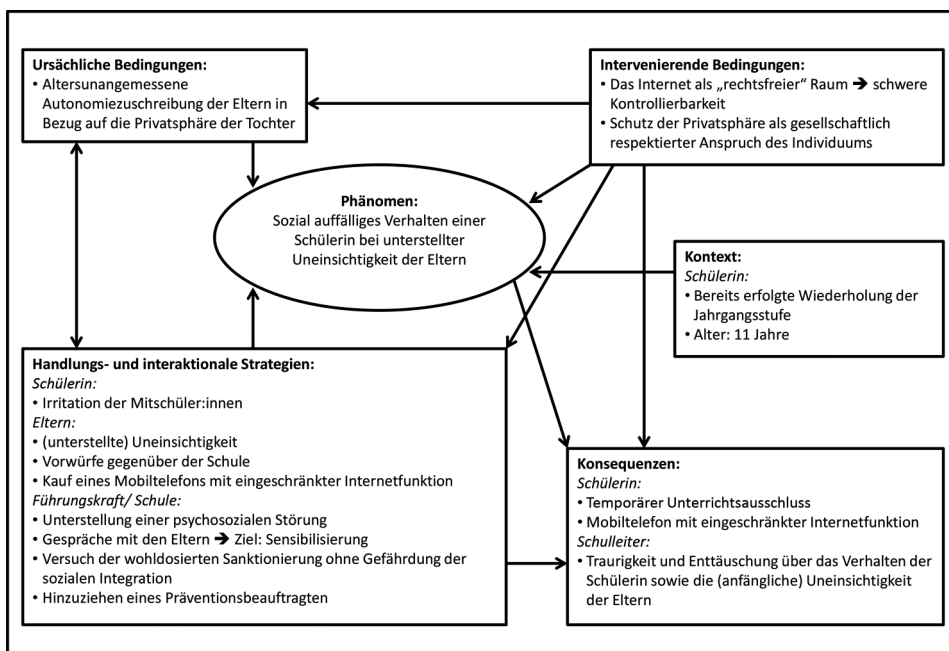 Ursächliche Bedingungen:
• Altersunangemessene
Autonomiezuschreibung der Eltern in
Bezug auf die Privatsphäre der Tochter
Intervenierende Bedingungen:
• Das Internet als „rechtsfreier“ Raum ➔ schwere
Kontrollierbarkeit
• Schutz der Privatsphäre als gesellschaftlich
respektierter Anspruch des Individuums
Phänomen:
Sozial auffälliges Verhalten einer
Schülerin bei unterstellter
Uneinsichtigkeit der Eltern
Kontext:
Schülerin:
• Bereits erfolgte Wiederholung der
Jahrgangsstufe
• Alter: 11 Jahre
Handlungs- und interaktionale Strategien:
Schülerin:
• Irritation der Mitschüler:innen
Eltern:
• (unterstellte) Uneinsichtigkeit
• Vorwürfe gegenüber der Schule
• Kauf eines Mobiltelefons mit eingeschränkter Internetfunktion
Führungskraft/ Schule:
• Unterstellung einer psychosozialen Störung
• Gespräche mit den Eltern ➔ Ziel: Sensibilisierung
• Versuch der wohldosierten Sanktionierung ohne Gefährdung der
sozialen Integration
• Hinzuziehen eines Präventionsbeauftragten
Konsequenzen:
Schülerin:
• Temporärer Unterrichtsausschluss
• Mobiltelefon mit eingeschränkter Internetfunktion
Schulleiter:
• Traurigkeit und Enttäuschung über das Verhalten der
Schülerin sowie die (anfängliche) Uneinsichtigkeit
der Eltern